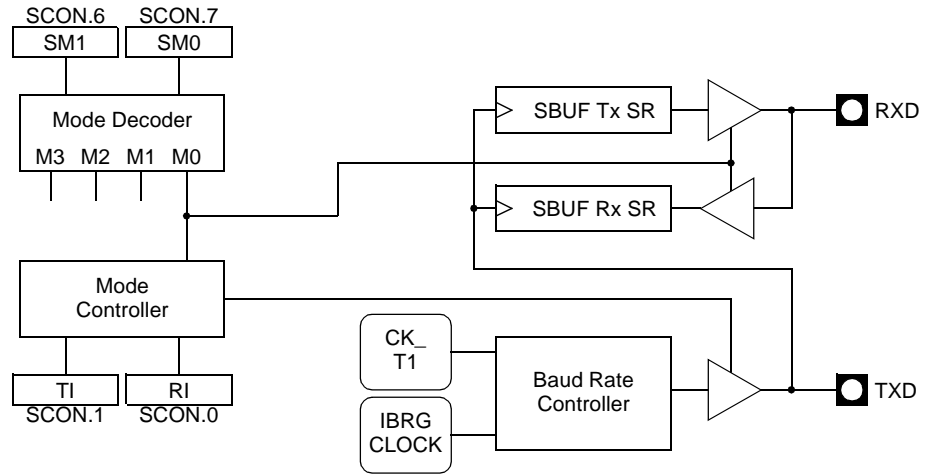 SCON.6 SCON.7
SM1 SM0
Mode Decoder
M3 M2 M1 M0
SBUF Tx SR
RXD
SBUF Rx SR
Mode
Controller
TI RI
SCON.1 SCON.0
CK_
T1
IBRG
CLOCK
Baud Rate
Controller
TXD